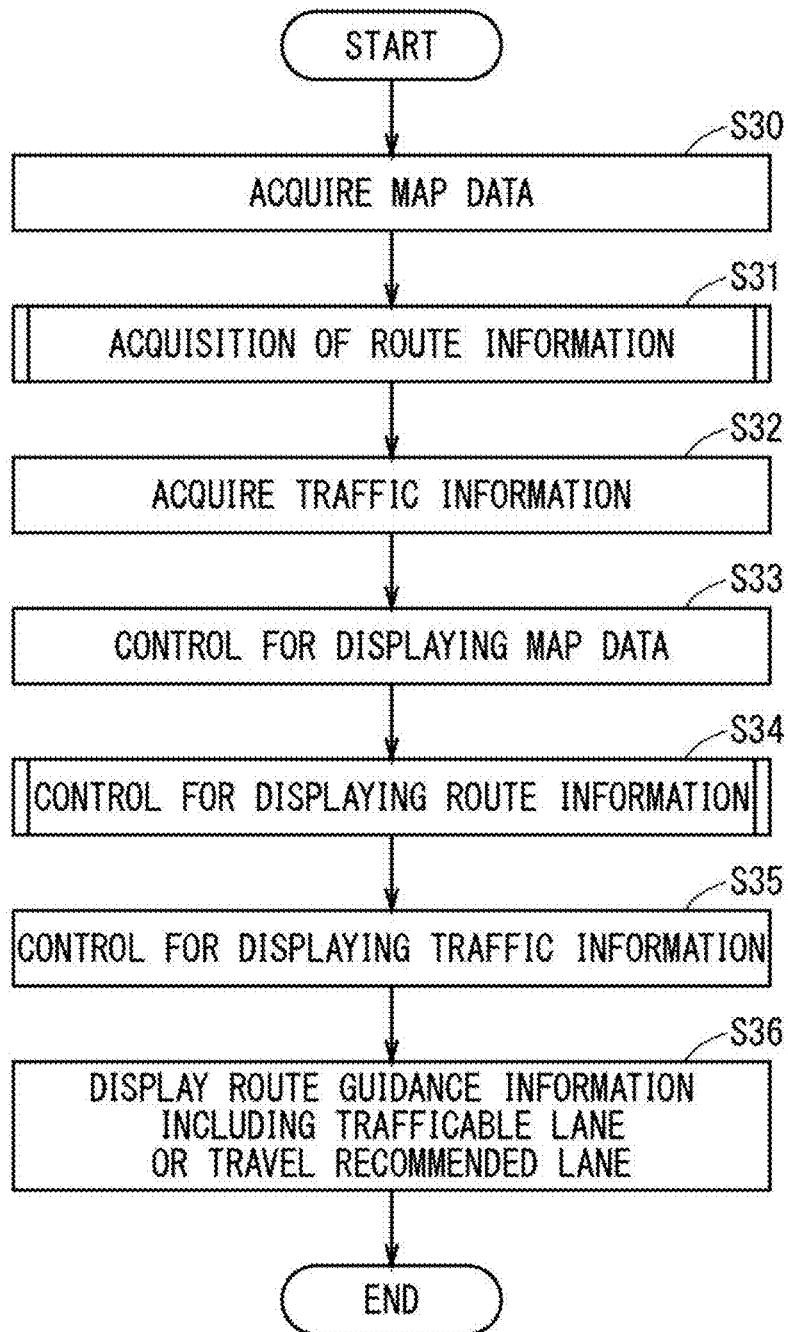 START
S30
ACQUIRE MAP DATA
S31
ACQUISITION OF ROUTE INFORMATION
S32
ACQUIRE TRAFFIC INFORMATION
S33
CONTROL FOR DISPLAYING MAP DATA
S34
CONTROL FOR DISPLAYING ROUTE INFORMATION
S35
CONTROL FOR DISPLAYING TRAFFIC INFORMATION
S36
DISPLAY ROUTE GUIDANCE INFORMATION
INCLUDING TRAFFICABLE LANE
OR TRAVEL RECOMMENDED LANE
END